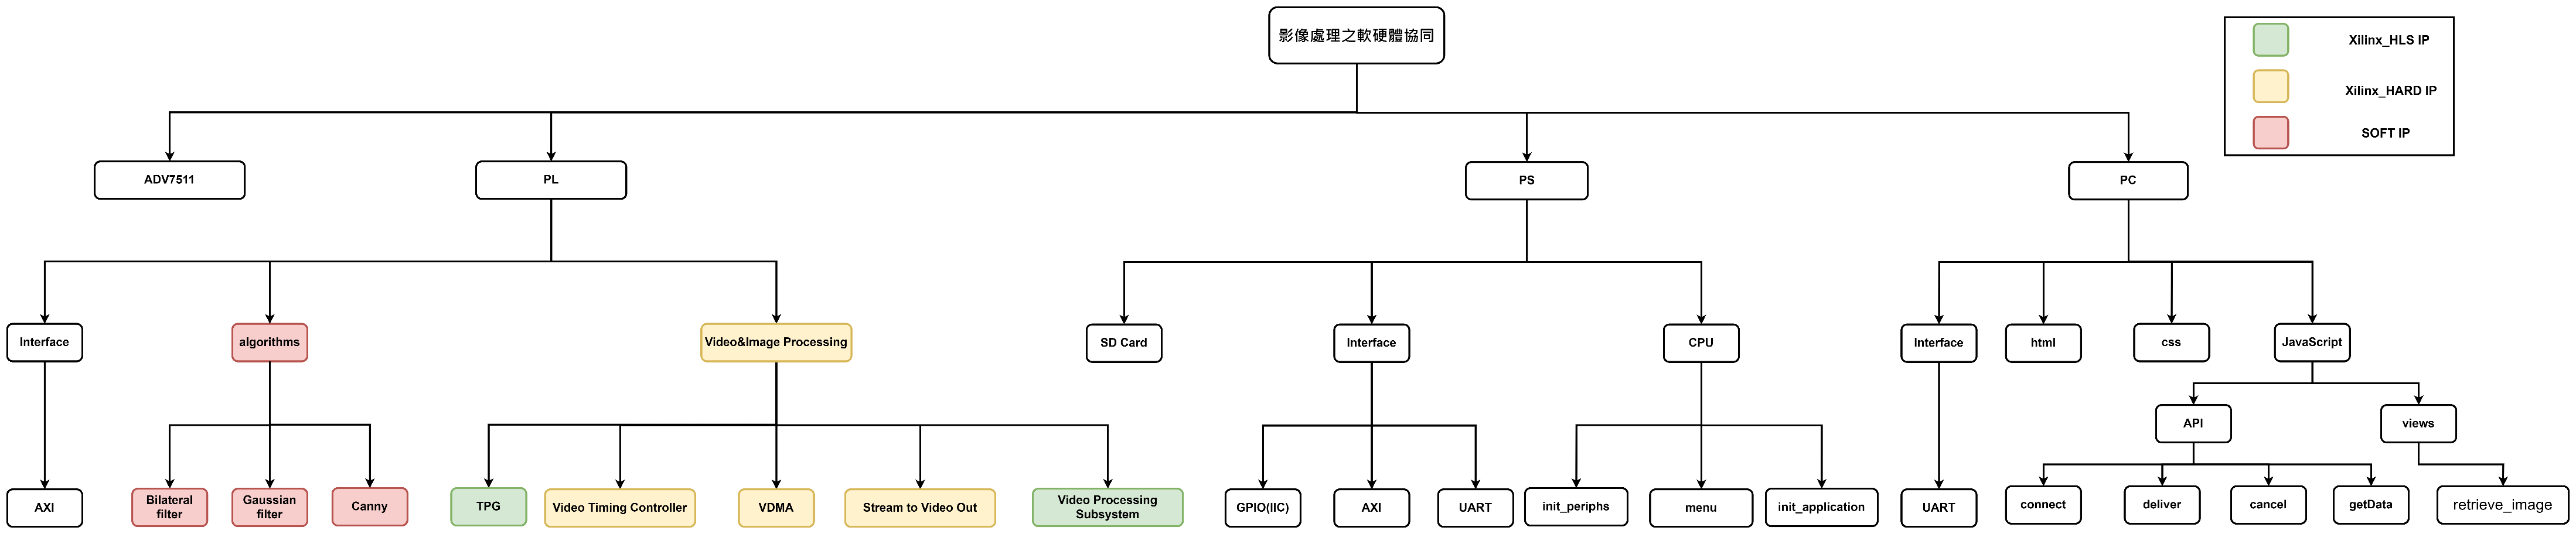 影像處理之軟硬體協同
Xilinx_HLS IP
Xilinx_HARD IP
SOFT IP
ADV7511
PL
PS
PC
Interface
algorithms
Video&Image Processing
SD Card
Interface
CPU
Interface
html
css
JavaScript
API
views
AXI
Bilateral
filter
Gaussian
filter
Canny
TPG
Video Timing Controller
VDMA
Stream to Video Out
Video Processing
Subsystem
GPIO(IIC)
AXI
UART
init_periphs
menu
init_application
UART
connect
deliver
cancel
getData
retrieve_image